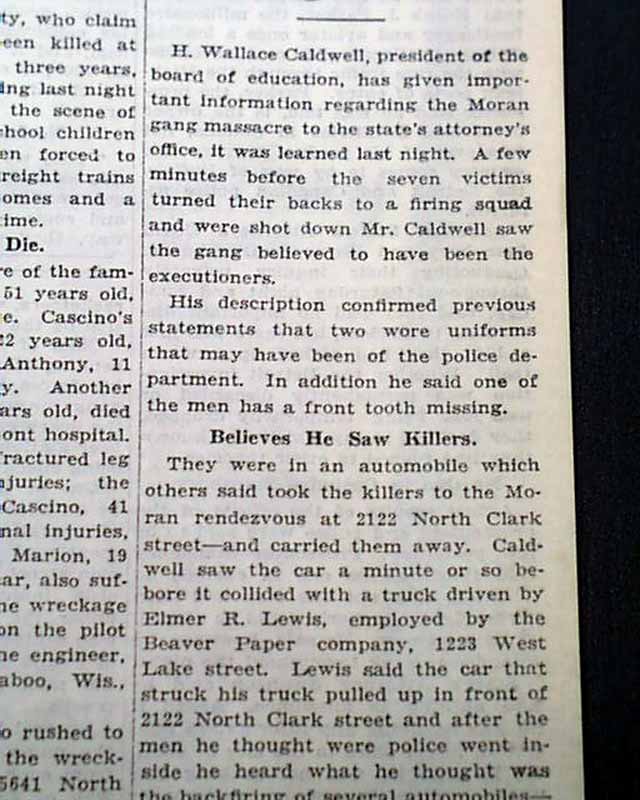 ty, who claim
een killed at
three years,
ing last night
the scene of
chool children
en forced to
reight trains
omes and a
ime.
Die.
re of the fam-
51 years old,
e. Cascino's
22 years old,
Anthony, 11
y. Another
ars old, died
ont hospital.
fractured leg
njuries; the
Cascino, 41
nal injuries,
Marion, 19
ar, also suf-
he wreckage
on the pilot
he engineer,
aboo, Wis.,
o rushed to
the wreck-
5641 North
H. Wallace Caldwell, president of the
board of education, has given impor-
tant information regarding the Moran
gang massacre to the state's attorney's
office, it was learned last night. A few
minutes before the seven victims
turned their backs to a firing squad
and were shot down Mr. Caldwell saw
the gang believed to have been the
executioners.
His description confirmed previous
statements that two wore uniforms
that may have been of the police de-
partment. In addition he said one of
the men has a front tooth missing.
Believes He Saw Killers.
They were in an automobile which
others said took the killers to the Mo-
ran rendezvous at 2122 North Clark
street—and carried them away. Cald-
well saw the car a minute or so be-
bore it collided with a truck driven by
Elmer R. Lewis, employed by the
Beaver Paper company, 1223 West
Lake street. Lewis said the car that
struck his truck pulled up in front of
2122 North Clark street and after the
men he thought were police went in-
side he heard what he thought was
the backfiring of several automobiles—